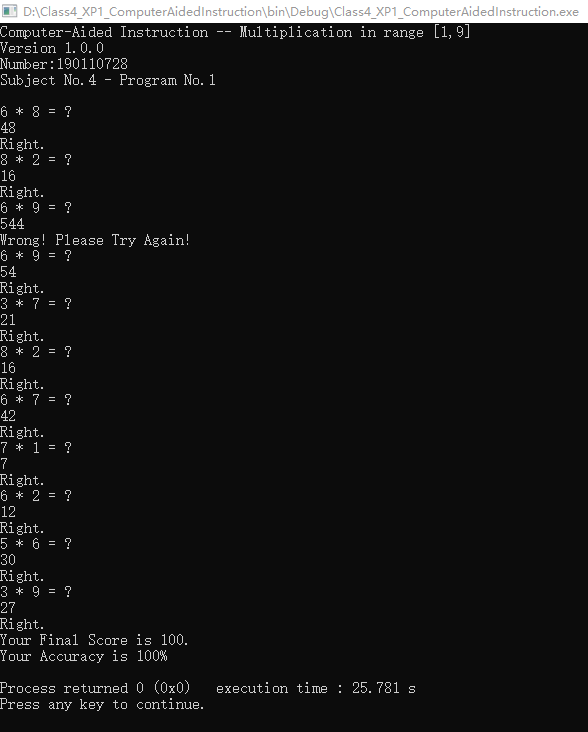 D:\Class4_XP1_ComputerAidedInstruction\bin\Debug\Class4_XP1_ComputerAidedInstruction.exe
Computer-Aided Instruction -- Multiplication in range [1,9]
Version 1.0.0
Number:190110728
Subject No.4 - Program No.1
6 * 8 = ?
48
Right.
8 * 2 = ?
16
Right.
6 * 9 = ?
544
Wrong! Please Try Again!
6 * 9 = ?
54
Right.
3 * 7 = ?
21
Right.
8 * 2 = ?
16
Right.
6 * 7 = ?
42
Right.
7 * 1 = ?
7
Right.
6 * 2 = ?
12
Right.
5 * 6 = ?
30
Right.
3 * 9 = ?
27
Right.
Your Final Score is 100.
Your Accuracy is 100%
Process returned 0 (0x0)   execution time : 25.781 s
Press any key to continue.